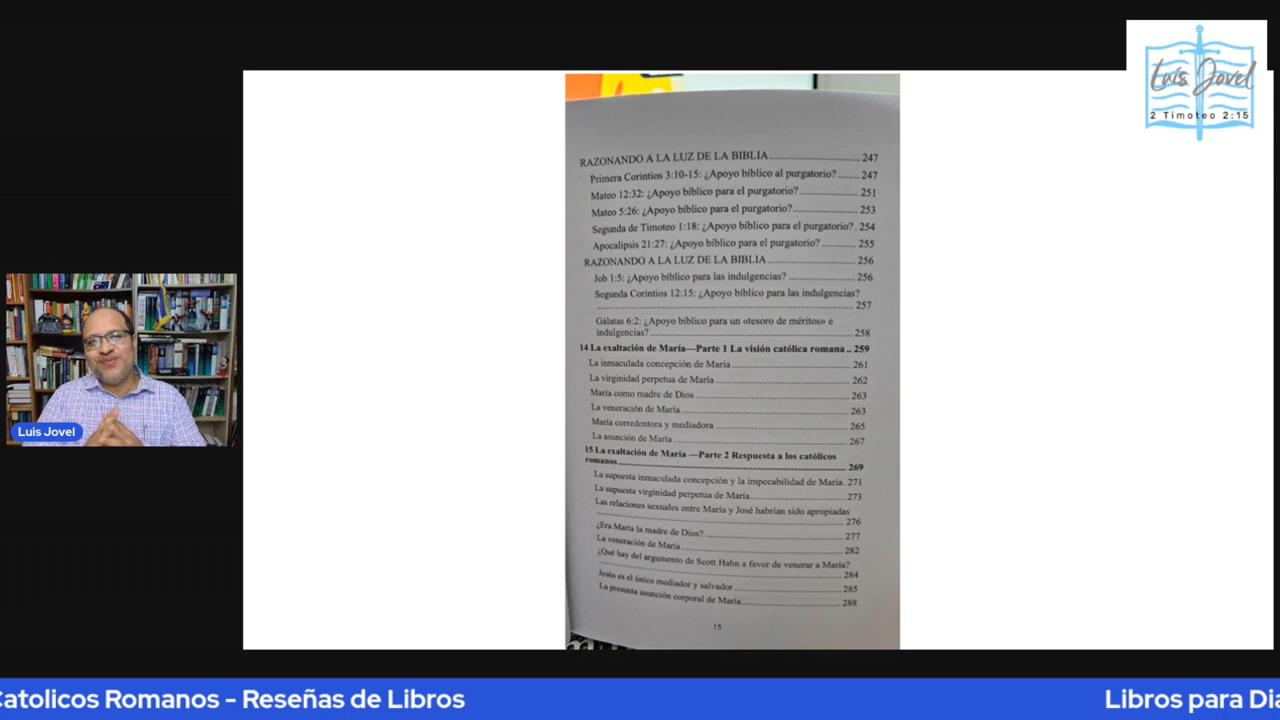 Luis Jovel
2 Timoteo 2:15
RAZONANDO A LA LUZ DE LA BIBLIA 247
Primera Corintios 3:10-15: ¿Apoyo bíblico al purgatorio? 247
Mateo 12:32: ¿Apoyo bíblico para el purgatorio? 251
Mateo 5:26: ¿Apoyo bíblico para el purgatorio? 253
Segunda de Timoteo 1:18: ¿Apoyo bíblico para el purgatorio? 254
Apocalipsis 21:27: ¿Apoyo bíblico para el purgatorio? 255
RAZONANDO A LA LUZ DE LA BIBLIA 256
Job 1:5: ¿Apoyo bíblico para las indulgencias? 256
Segunda Corintios 12:15: ¿Apoyo bíblico para las indulgencias?
257
Gálatas 6:2: ¿Apoyo bíblico para un «tesoro de méritos» e
indulgencias? 258
14 La exaltación de María—Parte 1 La visión católica romana .. 259
La inmaculada concepción de María 261
La virginidad perpetua de María 262
María como madre de Dios 263
La veneración de María 263
María corredentora y mediadora 265
La asunción de María 267
15 La exaltación de María —Parte 2 Respuesta a los católicos
romanos 269
La supuesta inmaculada concepción y la impecabilidad de María. 271
La supuesta virginidad perpetua de María 273
Las relaciones sexuales entre María y José habrían sido apropiadas
276
¿Era María la madre de Dios? 277
La veneración de María 282
¿Qué hay del argumento de Scott Hahn a favor de venerar a María?
284
Jesús es el único mediador y salvador 285
La presunta asunción corporal de María 288
15
Luis Jovel
Catolicos Romanos - Reseñas de Libros
Libros para Dia